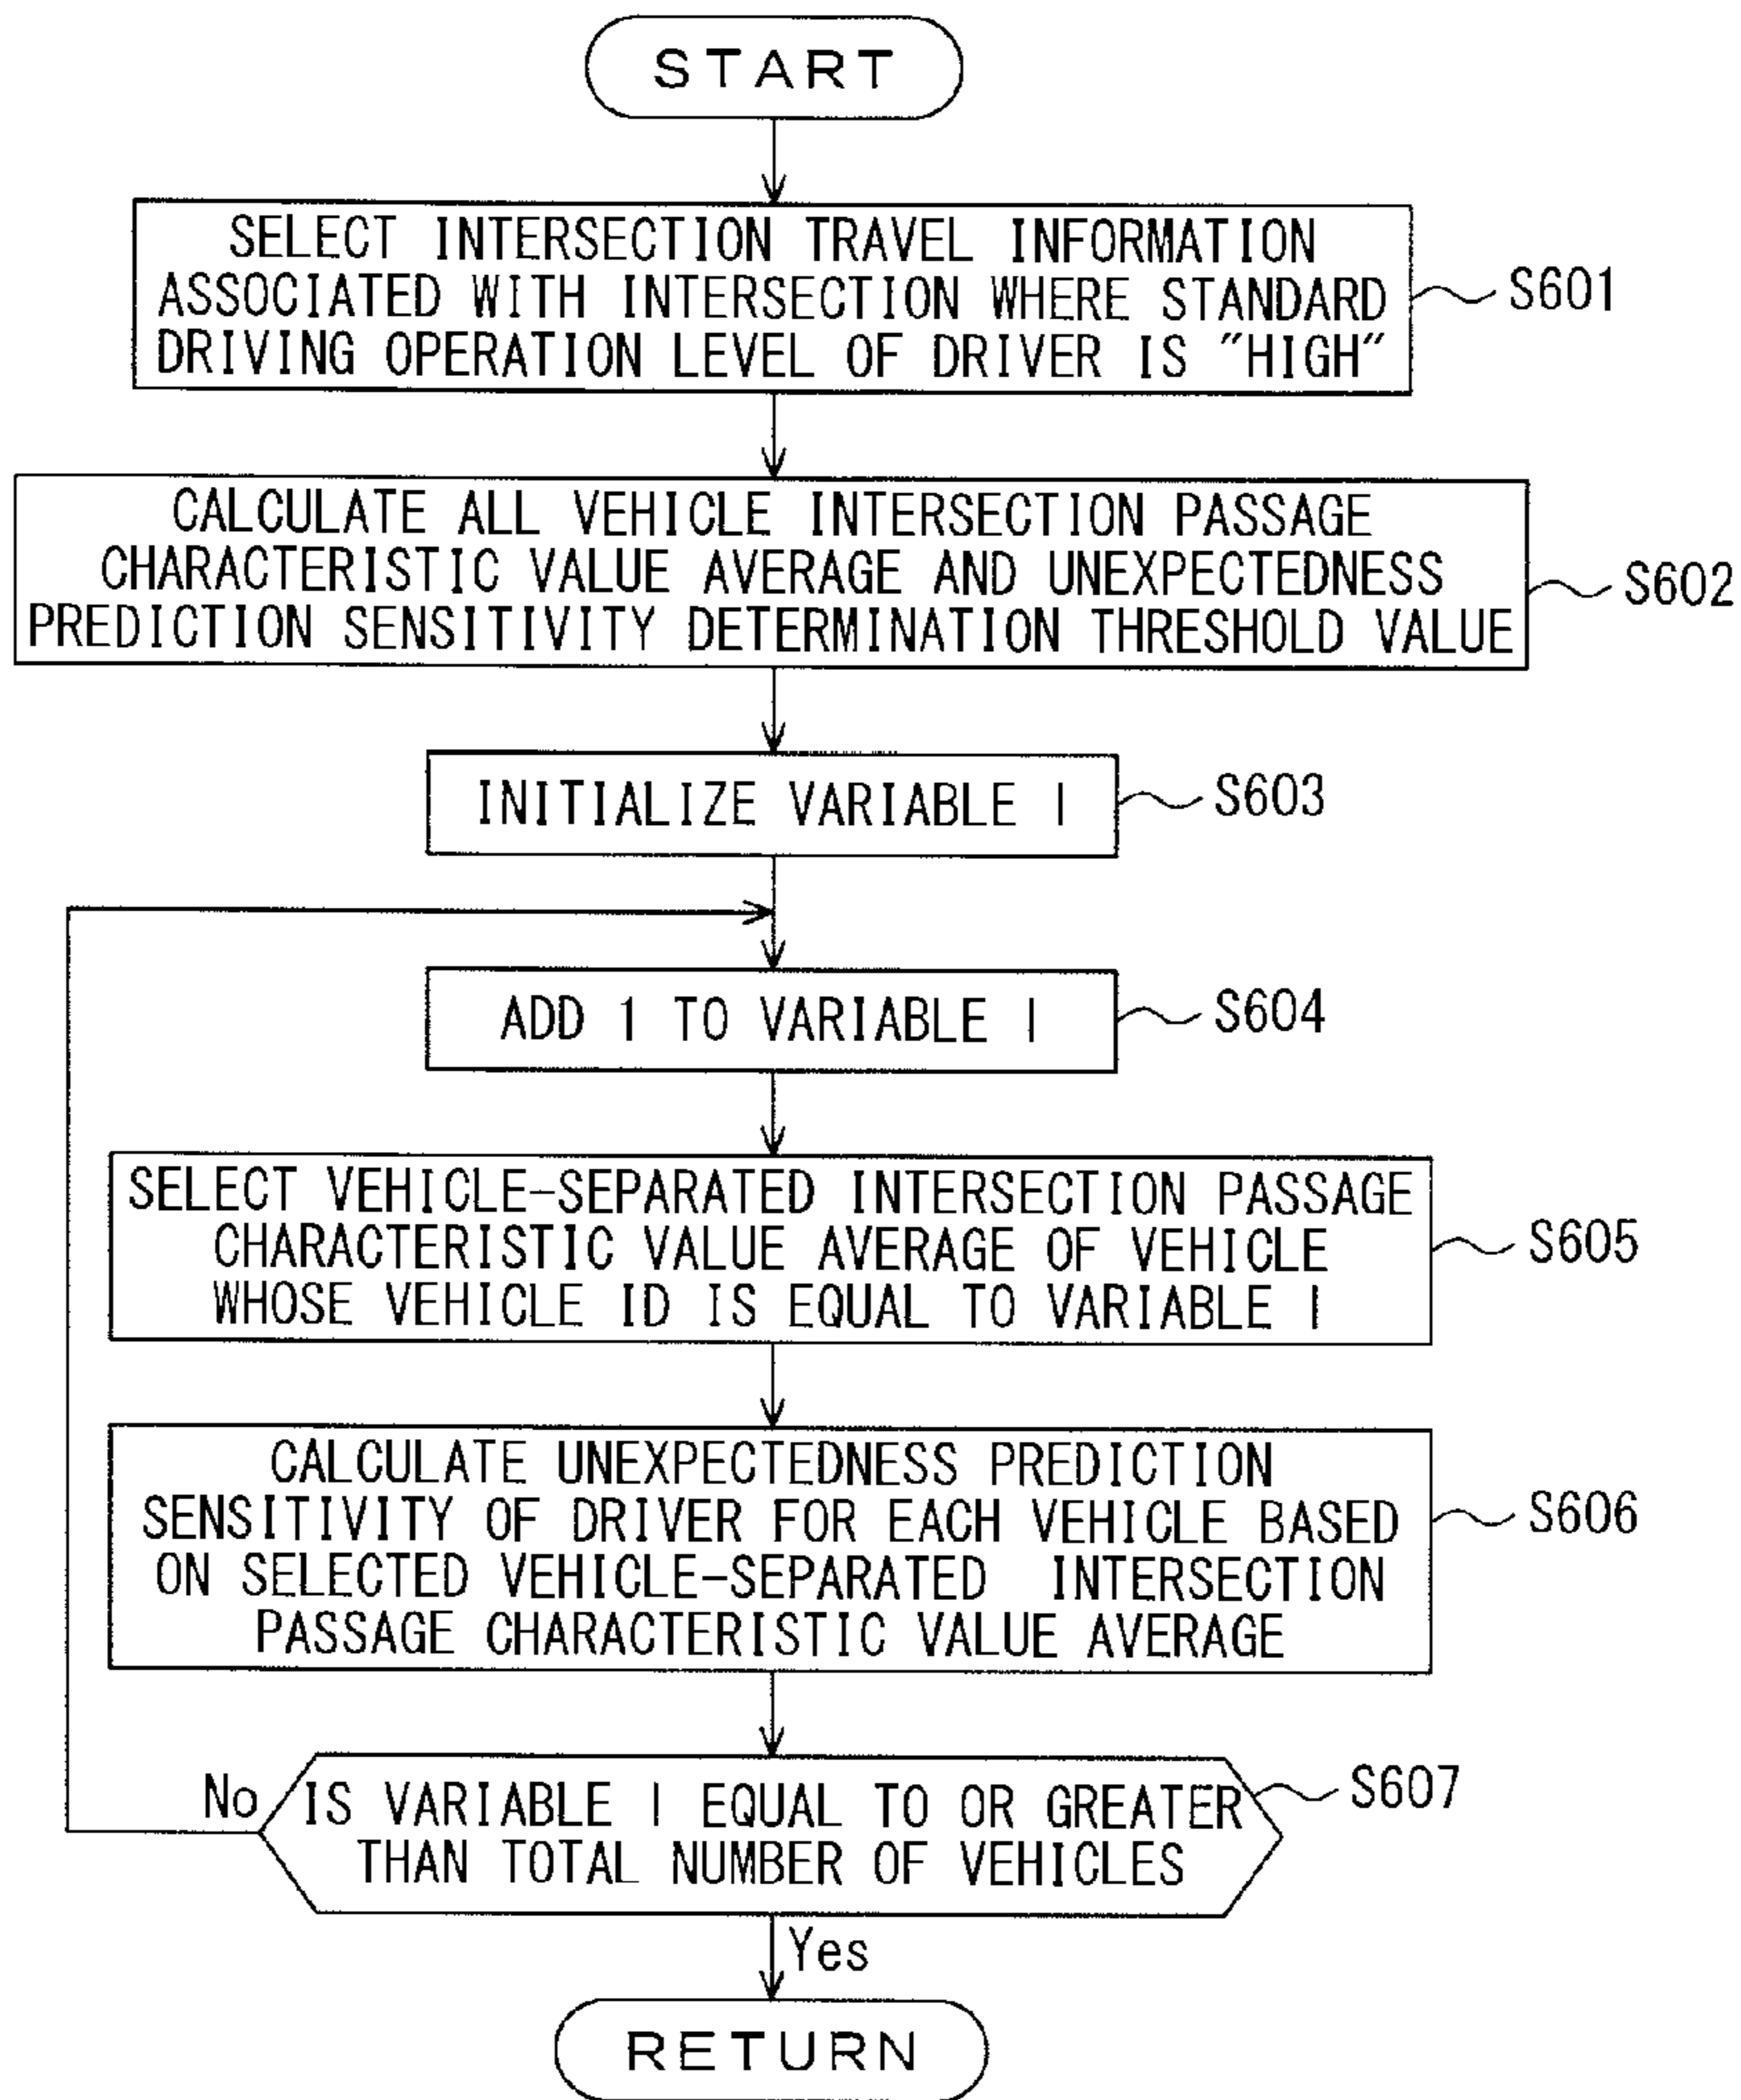 START
SELECT INTERSECTION TRAVEL INFORMATION
ASSOCIATED WITH INTERSECTION WHERE STANDARD
DRIVING OPERATION LEVEL OF DRIVER IS "HIGH"
S601
CALCULATE ALL VEHICLE INTERSECTION PASSAGE
CHARACTERISTIC VALUE AVERAGE AND UNEXPECTEDNESS
PREDICTION SENSITIVITY DETERMINATION THRESHOLD VALUE
S602
INITIALIZE VARIABLE I
S603
ADD 1 TO VARIABLE I
S604
SELECT VEHICLE-SEPARATED INTERSECTION PASSAGE
CHARACTERISTIC VALUE AVERAGE OF VEHICLE
WHOSE VEHICLE ID IS EQUAL TO VARIABLE I
S605
CALCULATE UNEXPECTEDNESS PREDICTION
SENSITIVITY OF DRIVER FOR EACH VEHICLE BASED
ON SELECTED VEHICLE-SEPARATED INTERSECTION
PASSAGE CHARACTERISTIC VALUE AVERAGE
S606
No
IS VARIABLE I EQUAL TO OR GREATER
THAN TOTAL NUMBER OF VEHICLES
S607
Yes
RETURN